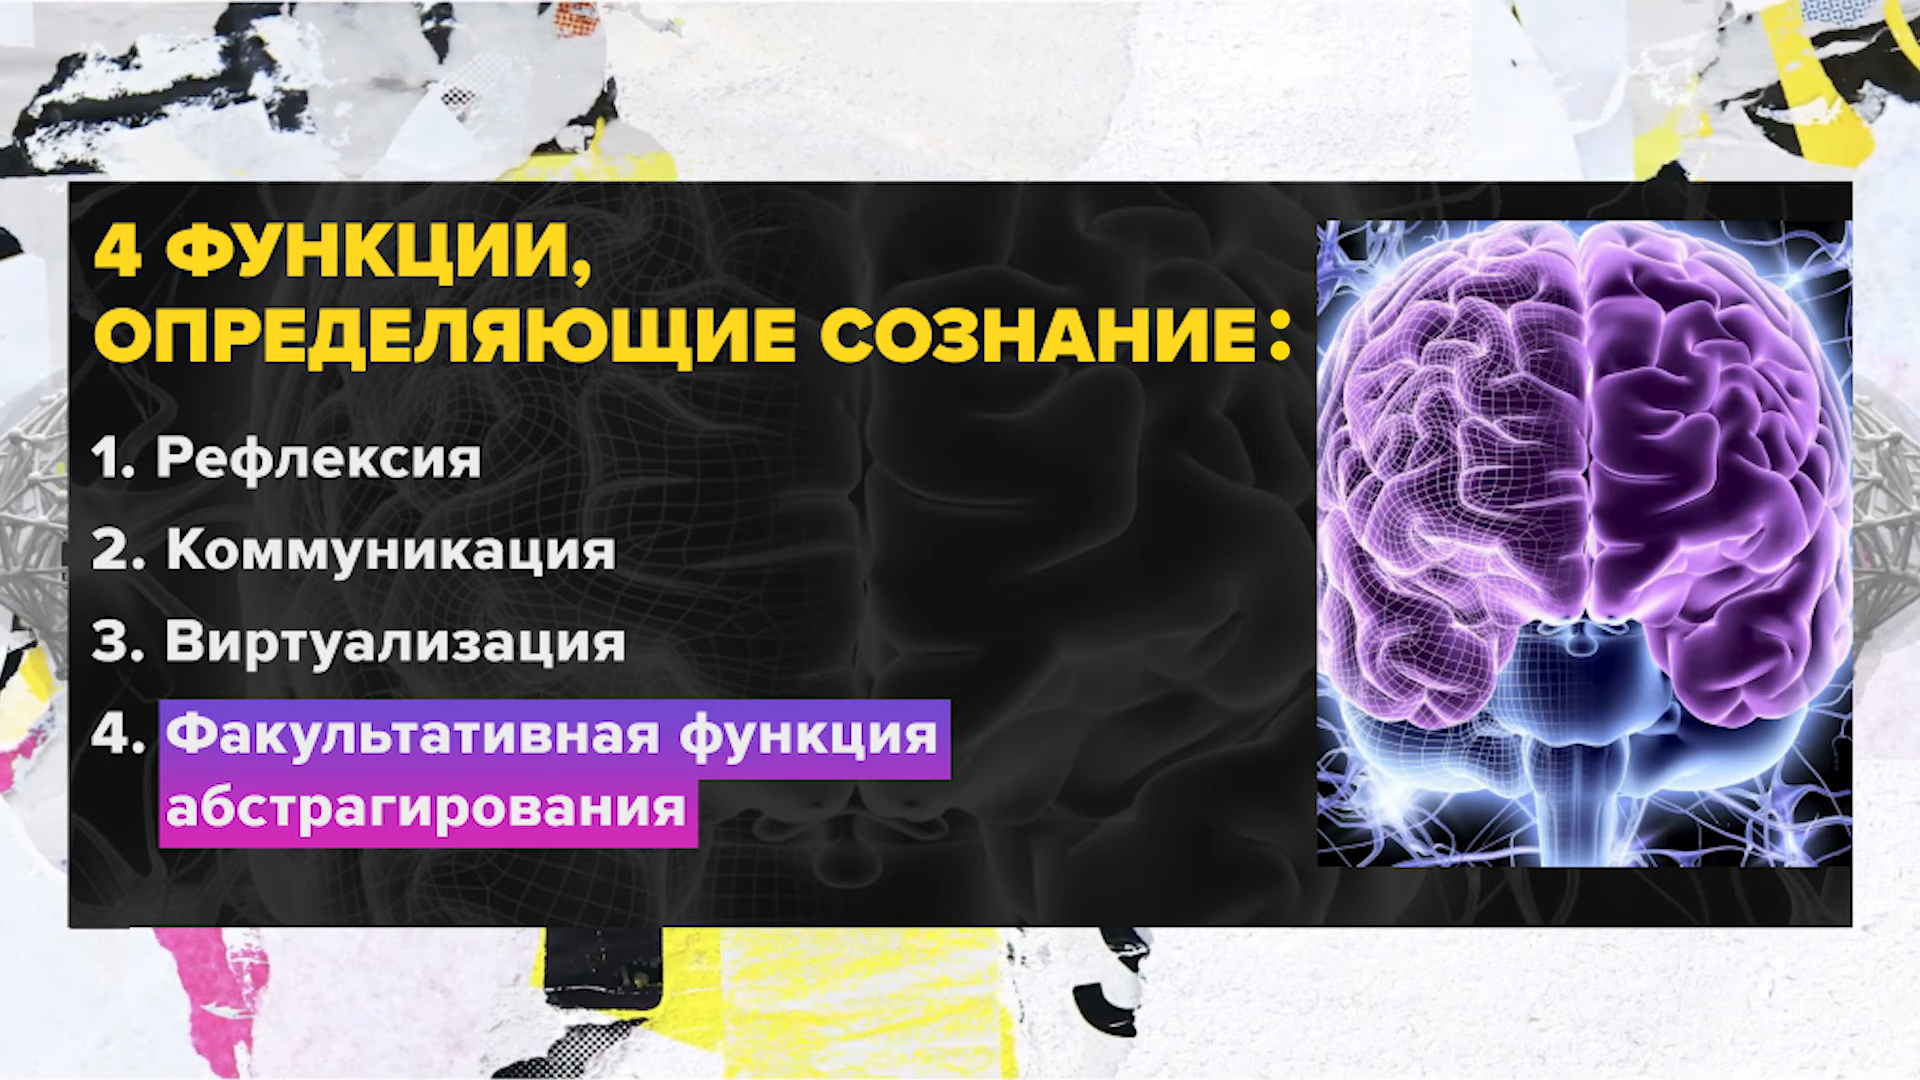 4 ФУНКЦИИ,
ОПРЕДЕЛЯЮЩИЕ СОЗНАНИЕ:
1. Рефлексия
2. Коммуникация
3. Виртуализация
4. Факультативная функция
абстрагирования